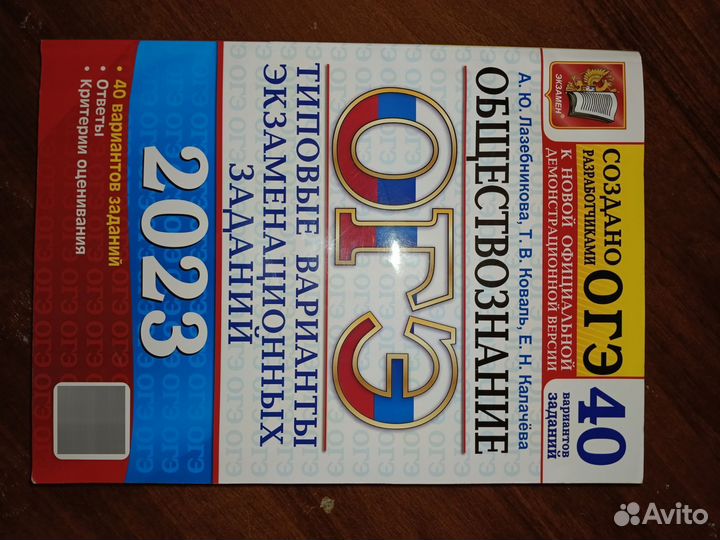 ЭКЗАМЕН
СОЗДАНО
РАЗРАБОТЧИКАМИ
ОГЭ
К НОВОЙ ОФИЦИАЛЬНОЙ
ДЕМОНСТРАЦИОННОЙ ВЕРСИИ
40
вариантов
заданий
А. Ю. Лазебникова, Т. В. Коваль, Е. Н. Калачёва
ОБЩЕСТВОЗНАНИЕ
ОГЭ
ТИПОВЫЕ ВАРИАНТЫ
ЭКЗАМЕНАЦИОННЫХ
ЗАДАНИЙ
2023
• 40 вариантов заданий
• Ответы
• Критерии оценивания
Avito